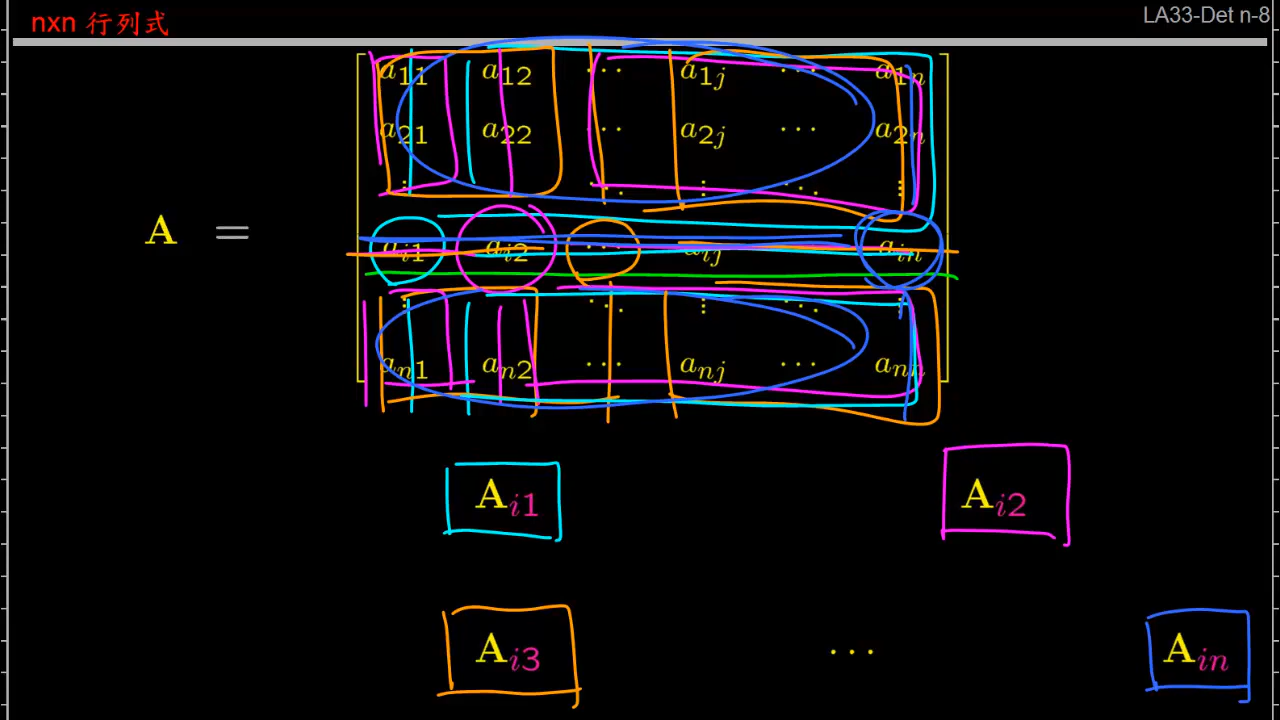 nxn 行列式
LA33-Det n-8
a11 a12 ⋯ a1j ⋯ a1n
a21 a22 ⋯ a2j ⋯ a2n
⋮ ⋱ ⋮ ⋱ ⋮
A = ai1 ai2 ⋯ aij ain
⋮ ⋱ ⋮ ⋱ ⋮
an1 an2 ⋯ anj ⋯ ann
Ai1 Ai2
Ai3 ⋯ Ain